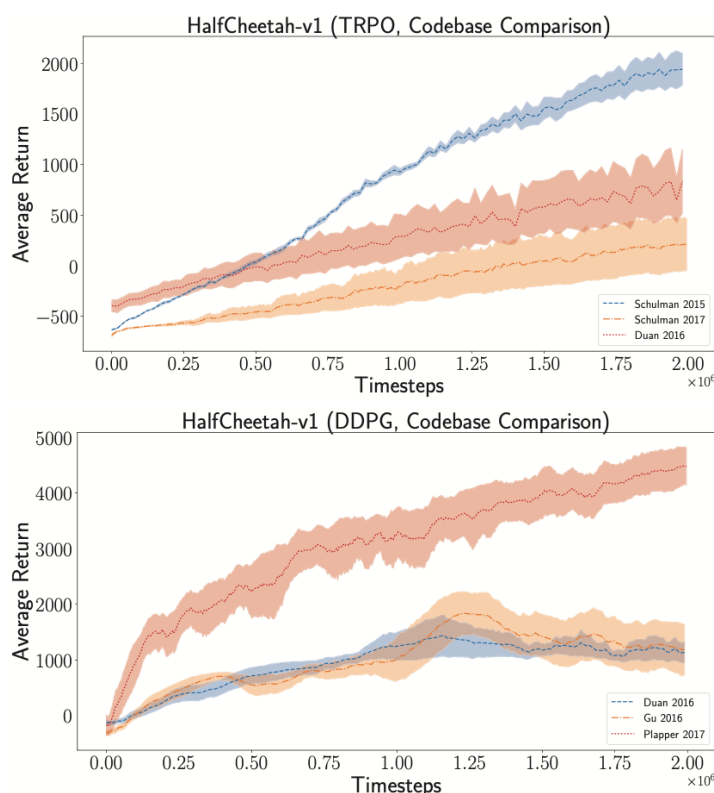 HalfCheetah-v1 (TRPO, Codebase Comparison)
2000
1500
1000
500
0
−500
Average Return
Schulman 2015
Schulman 2017
Duan 2016
0.00 0.25 0.50 0.75 1.00 1.25 1.50 1.75 2.00
Timesteps
×10⁶
HalfCheetah-v1 (DDPG, Codebase Comparison)
5000
4000
3000
2000
1000
0
Average Return
Duan 2016
Gu 2016
Plapper 2017
0.00 0.25 0.50 0.75 1.00 1.25 1.50 1.75 2.00
Timesteps
×10⁶